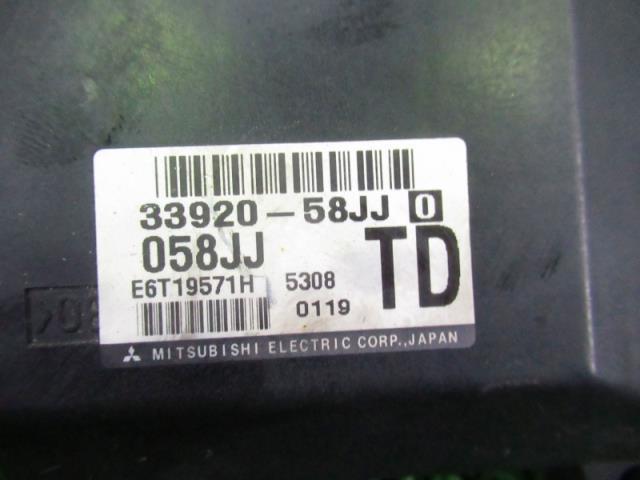 33920-58JJ 0
058JJ TD
E6T19571H 5308
0119
MITSUBISHI ELECTRIC CORP., JAPAN